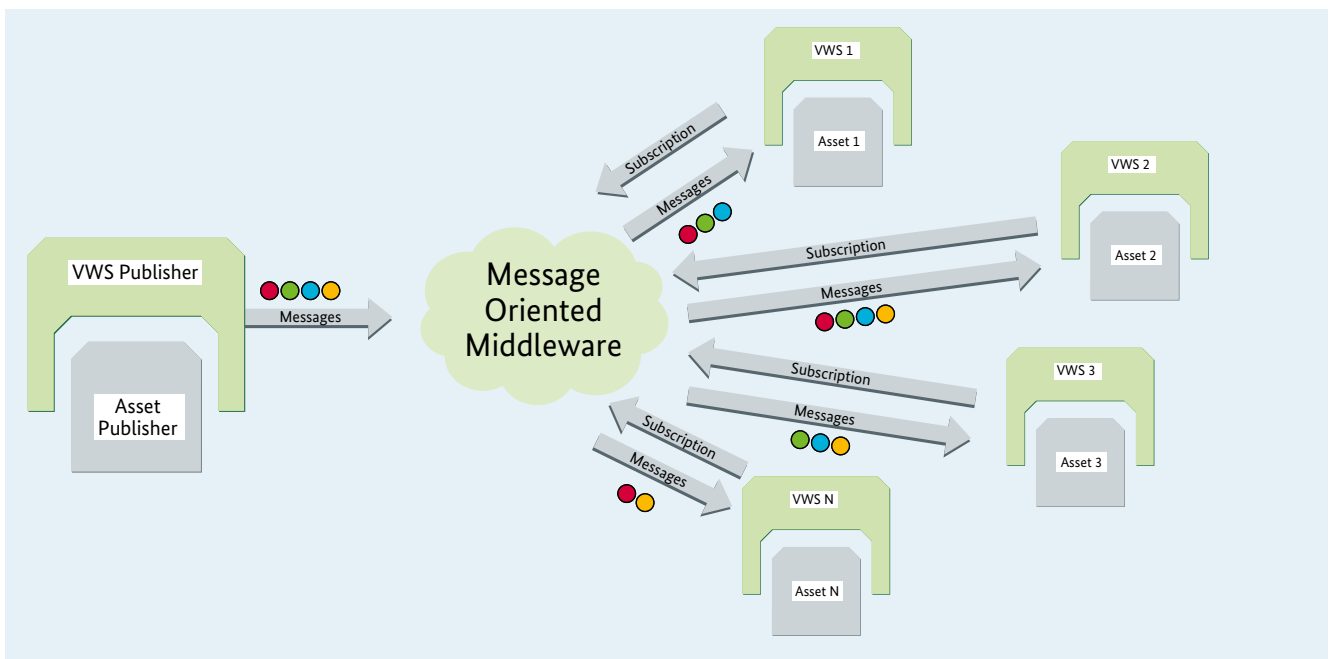 VWS 1
Asset 1
Subscription
Messages
VWS 2
Asset 2
Subscription
Messages
VWS Publisher
Messages
Asset
Publisher
Message
Oriented
Middleware
Subscription
Messages
VWS 3
Asset 3
Subscription
Messages
VWS N
Asset N